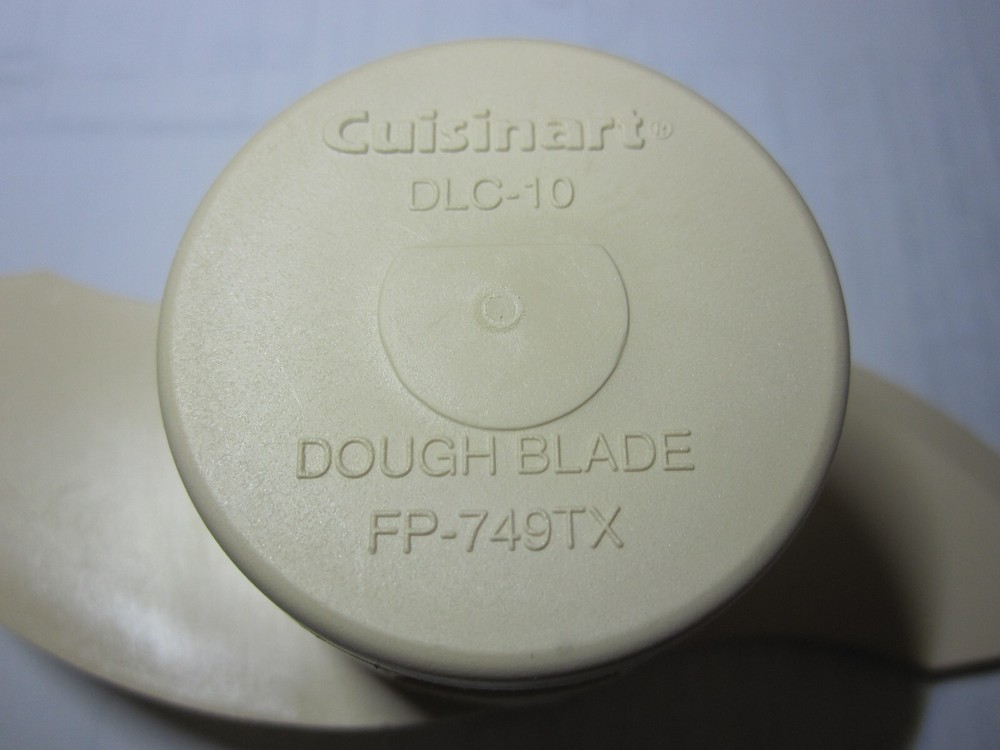 Cuisinart®
DLC-10
DOUGH BLADE
FP-749TX